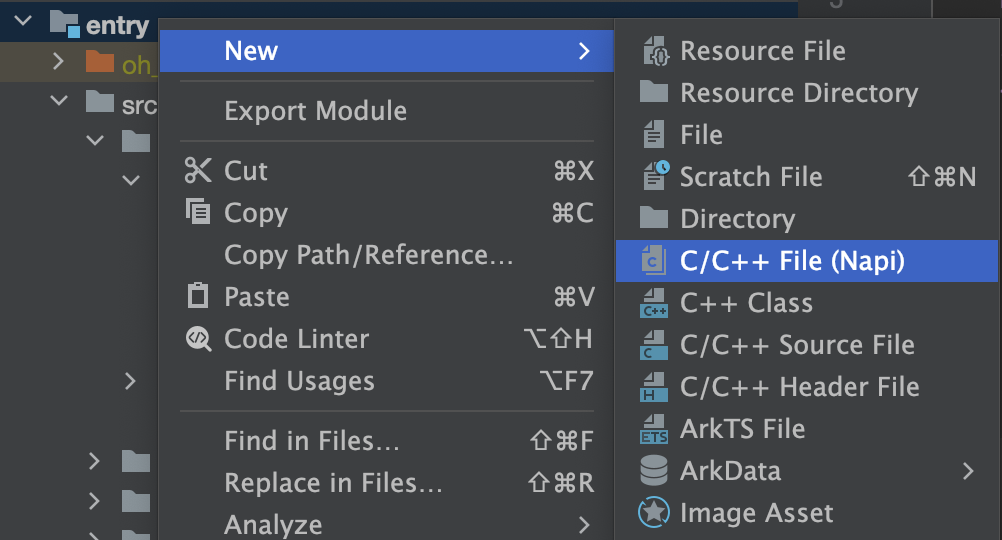 entry
oh_
src
New
Export Module
Cut ⌘X
Copy ⌘C
Copy Path/Reference...
Paste ⌘V
Code Linter ⌥⇧H
Find Usages ⌥F7
Find in Files... ⇧⌘F
Replace in Files... ⇧⌘R
Analyze
Resource File
Resource Directory
File
Scratch File ⇧⌘N
Directory
C/C++ File (Napi)
C++ Class
C/C++ Source File
C/C++ Header File
ArkTS File
ArkData
Image Asset